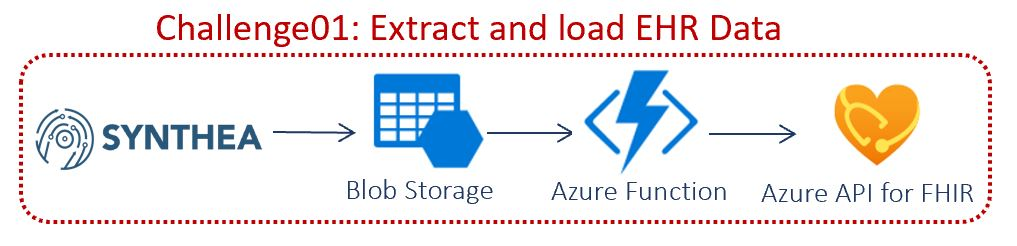 Challenge01: Extract and load EHR Data
SYNTHEA
Blob Storage
Azure Function
Azure API for FHIR